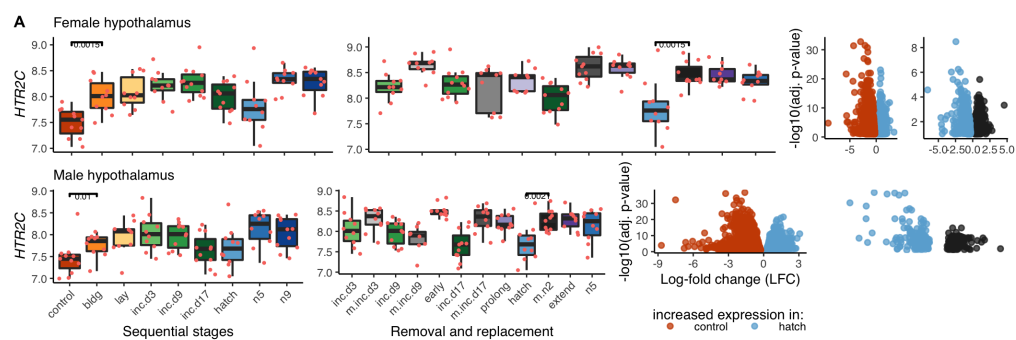 A
Female hypothalamus
HTR2C
9.0
8.5
8.0
7.5
7.0
0.0015
9.0
8.5
8.0
7.5
7.0
0.0015
-log10(adj. p-value)
30
20
10
0
-5
0
8
6
4
2
-5.0
-2.5
0.0
2.5
5.0
Male hypothalamus
HTR2C
9.0
8.5
8.0
7.5
7.0
0.01
control
bldg
lay
inc.d3
inc.d9
inc.d17
hatch
n5
n9
Sequential stages
9.0
8.5
8.0
7.5
7.0
inc.d3
m.inc.d3
inc.d9
m.inc.d9
early
inc.d17
m.inc.d17
prolong
hatch
m.n2
extend
n5
Removal and replacement
-log10(adj. p-value)
30
20
10
0
-9
-6
-3
0
3
Log-fold change (LFC)
increased expression in:
control
hatch